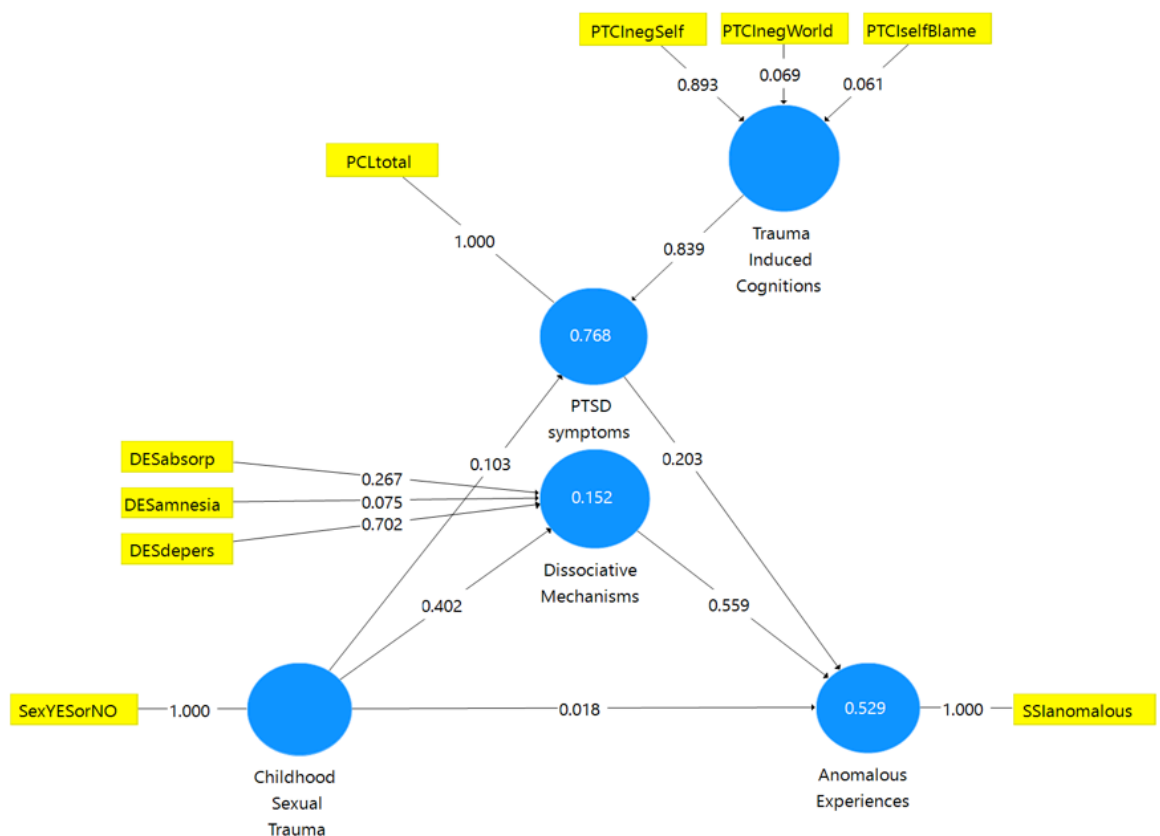 PTCInegSelf
PTCInegWorld
PTCIselfBlame
0.893
0.069
0.061
PCLtotal
Trauma
Induced
Cognitions
1.000
0.839
0.768
PTSD
symptoms
DESabsorp
0.103
0.203
0.267
DESamnesia
0.075
0.152
0.702
DESdepers
Dissociative
Mechanisms
0.402
0.559
SexYESorNO
1.000
0.018
0.529
1.000
SSIanomalous
Childhood
Sexual
Trauma
Anomalous
Experiences